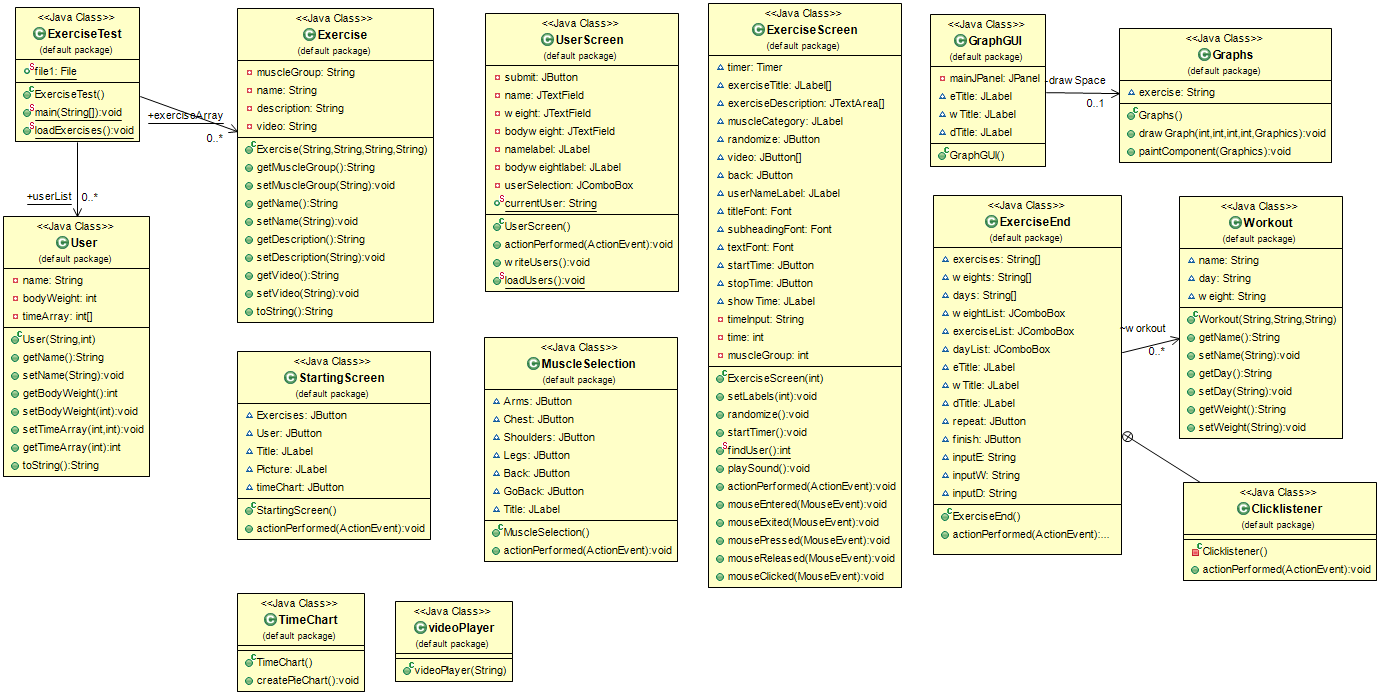 <<Java Class>>
ExerciseTest
(default package)
file1: File
ExerciseTest()
main(String[]):void
loadExercises():void
+exerciseArray
0..*
+userList
0..*
<<Java Class>>
User
(default package)
name: String
bodyWeight: int
timeArray: int[]
User(String,int)
getName():String
setName(String):void
getBodyWeight():int
setBodyWeight(int):void
setTimeArray(int,int):void
getTimeArray(int):int
toString():String
<<Java Class>>
Exercise
(default package)
muscleGroup: String
name: String
description: String
video: String
Exercise(String,String,String,String)
getMuscleGroup():String
setMuscleGroup(String):void
getName():String
setName(String):void
getDescription():String
setDescription(String):void
getVideo():String
setVideo(String):void
toString():String
<<Java Class>>
StartingScreen
(default package)
Exercises: JButton
User: JButton
Title: JLabel
Picture: JLabel
timeChart: JButton
StartingScreen()
actionPerformed(ActionEvent):void
<<Java Class>>
TimeChart
(default package)
TimeChart()
createPieChart():void
<<Java Class>>
videoPlayer
(default package)
videoPlayer(String)
<<Java Class>>
UserScreen
(default package)
submit: JButton
name: JTextField
weight: JTextField
bodyweight: JTextField
namelabel: JLabel
bodyweightlabel: JLabel
userSelection: JComboBox
currentUser: String
UserScreen()
actionPerformed(ActionEvent):void
writeUsers():void
loadUsers():void
<<Java Class>>
MuscleSelection
(default package)
Arms: JButton
Chest: JButton
Shoulders: JButton
Legs: JButton
Back: JButton
GoBack: JButton
Title: JLabel
MuscleSelection()
actionPerformed(ActionEvent):void
<<Java Class>>
ExerciseScreen
(default package)
timer: Timer
exerciseTitle: JLabel[]
exerciseDescription: JTextArea[]
muscleCategory: JLabel
randomize: JButton
video: JButton[]
back: JButton
userNameLabel: JLabel
titleFont: Font
subheadingFont: Font
textFont: Font
startTime: JButton
stopTime: JButton
showTime: JLabel
timeInput: String
time: int
muscleGroup: int
ExerciseScreen(int)
setLabels(int):void
randomize():void
startTimer():void
findUser():int
playSound():void
actionPerformed(ActionEvent):void
mouseEntered(MouseEvent):void
mouseExited(MouseEvent):void
mousePressed(MouseEvent):void
mouseReleased(MouseEvent):void
mouseClicked(MouseEvent):void
<<Java Class>>
GraphGUI
(default package)
mainJPanel: JPanel
eTitle: JLabel
wTitle: JLabel
dTitle: JLabel
GraphGUI()
-drawSpace
0..1
<<Java Class>>
Graphs
(default package)
exercise: String
Graphs()
drawGraph(int,int,int,int,Graphics):void
paintComponent(Graphics):void
<<Java Class>>
ExerciseEnd
(default package)
exercises: String[]
weights: String[]
days: String[]
weightList: JComboBox
exerciseList: JComboBox
dayList: JComboBox
eTitle: JLabel
wTitle: JLabel
dTitle: JLabel
repeat: JButton
finish: JButton
inputE: String
inputW: String
inputD: String
ExerciseEnd()
actionPerformed(ActionEvent):...
~workout
0..*
<<Java Class>>
Workout
(default package)
name: String
day: String
weight: String
Workout(String,String,String)
getName():String
setName(String):void
getDay():String
setDay(String):void
getWeight():String
setWeight(String):void
<<Java Class>>
Clicklistener
(default package)
Clicklistener()
actionPerformed(ActionEvent):void